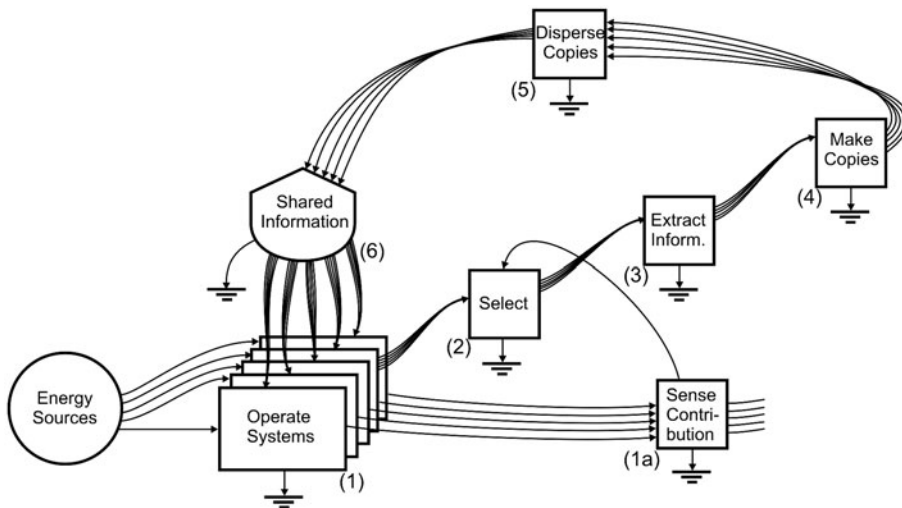 Disperse
Copies
(5)
Make
Copies
(4)
Shared
Information
(6)
Extract
Inform.
(3)
Select
(2)
Energy
Sources
Operate
Systems
(1)
Sense
Contri-
bution
(1a)